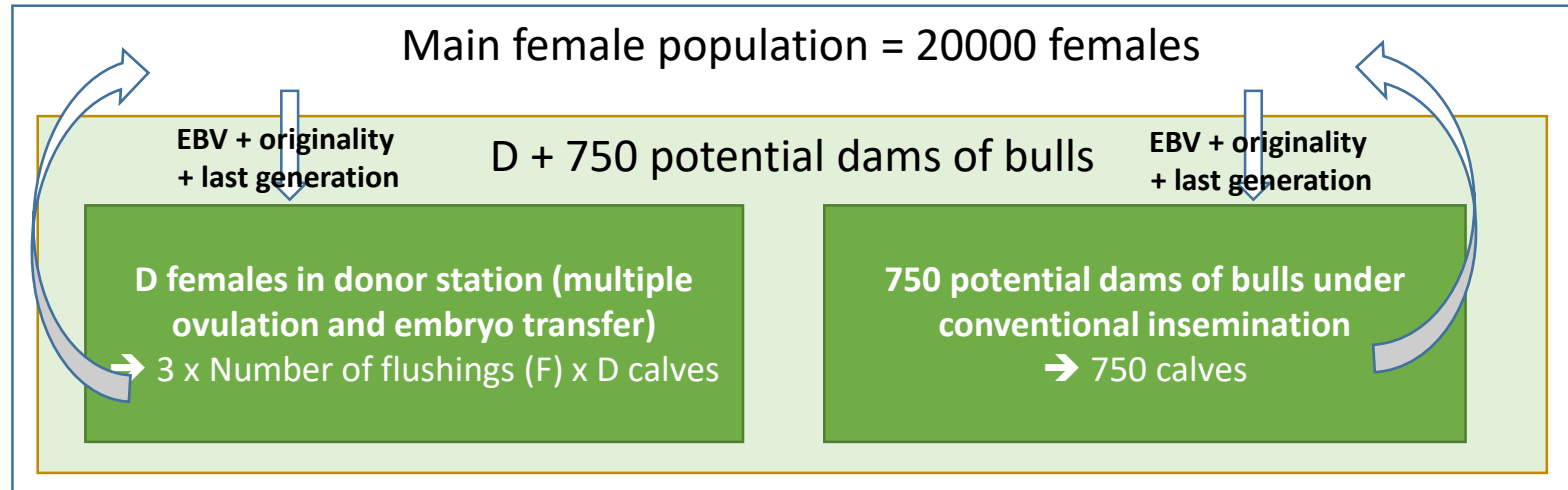 Main female population = 20000 females
EBV + originality
+ last generation
D + 750 potential dams of bulls
EBV + originality
+ last generation
D females in donor station (multiple
ovulation and embryo transfer)
➔ 3 x Number of flushings (F) x D calves
750 potential dams of bulls under
conventional insemination
➔ 750 calves